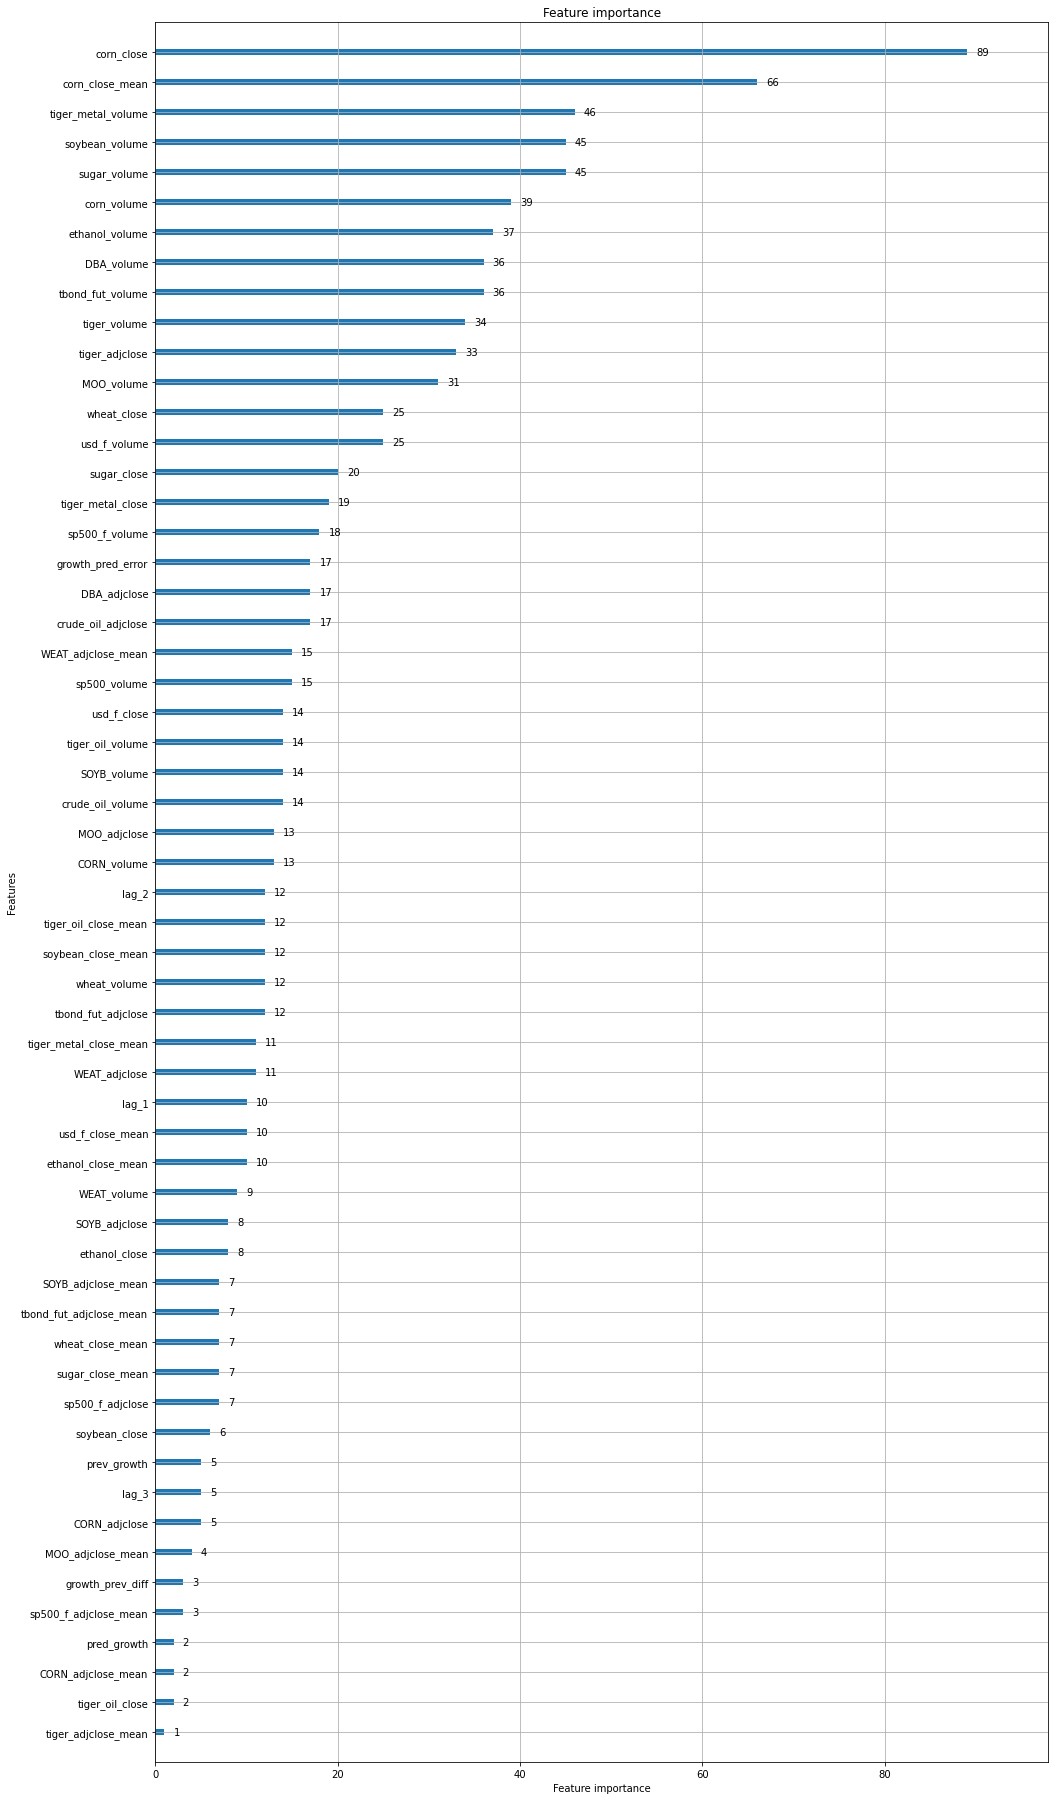 Feature importance
corn_close 89
corn_close_mean 66
tiger_metal_volume 46
soybean_volume 45
sugar_volume 45
corn_volume 39
ethanol_volume 37
DBA_volume 36
tbond_fut_volume 36
tiger_volume 34
tiger_adjclose 33
MOO_volume 31
wheat_close 25
usd_f_volume 25
sugar_close 20
tiger_metal_close 19
sp500_f_volume 18
growth_pred_error 17
DBA_adjclose 17
crude_oil_adjclose 17
WEAT_adjclose_mean 15
sp500_volume 15
usd_f_close 14
tiger_oil_volume 14
SOYB_volume 14
crude_oil_volume 14
MOO_adjclose 13
CORN_volume 13
lag_2 12
tiger_oil_close_mean 12
soybean_close_mean 12
wheat_volume 12
tbond_fut_adjclose 12
tiger_metal_close_mean 11
WEAT_adjclose 11
lag_1 10
usd_f_close_mean 10
ethanol_close_mean 10
WEAT_volume 9
SOYB_adjclose 8
ethanol_close 8
SOYB_adjclose_mean 7
tbond_fut_adjclose_mean 7
wheat_close_mean 7
sugar_close_mean 7
sp500_f_adjclose 7
soybean_close 6
prev_growth 5
lag_3 5
CORN_adjclose 5
MOO_adjclose_mean 4
growth_prev_diff 3
sp500_f_adjclose_mean 3
pred_growth 2
CORN_adjclose_mean 2
tiger_oil_close 2
tiger_adjclose_mean 1
Features
0 20 40 60 80
Feature importance